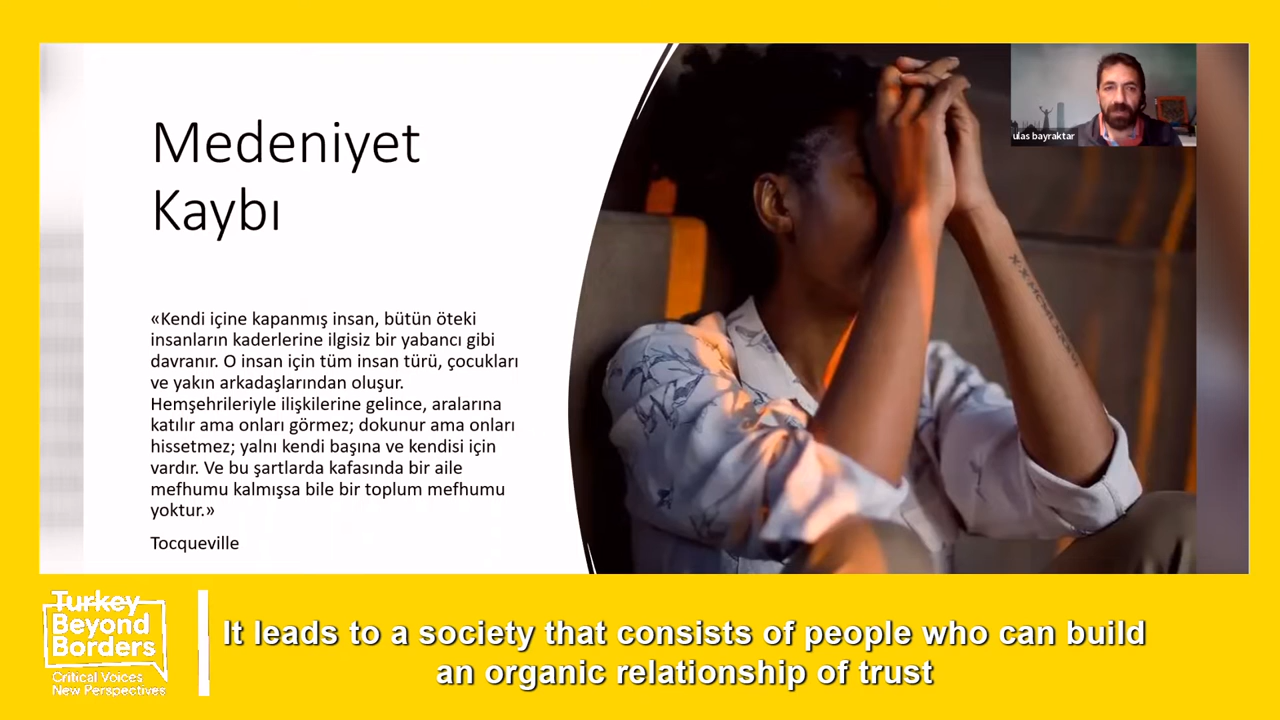 Medeniyet
Kaybı
«Kendi içine kapanmış insan, bütün öteki
insanların kaderlerine ilgisiz bir yabancı gibi
davranır. O insan için tüm insan türü, çocukları
ve yakın arkadaşlarından oluşur.
Hemşehrileriyle ilişkilerine gelince, aralarına
katılır ama onları görmez; dokunur ama onları
hissetmez; yalnı kendi başına ve kendisi için
vardır. Ve bu şartlarda kafasında bir aile
mefhumu kalmışsa bile bir toplum mefhumu
yoktur.»
Tocqueville
ulas bayraktar
Turkey
Beyond
Borders
Critical Voices
New Perspectives
It leads to a society that consists of people who can build
an organic relationship of trust